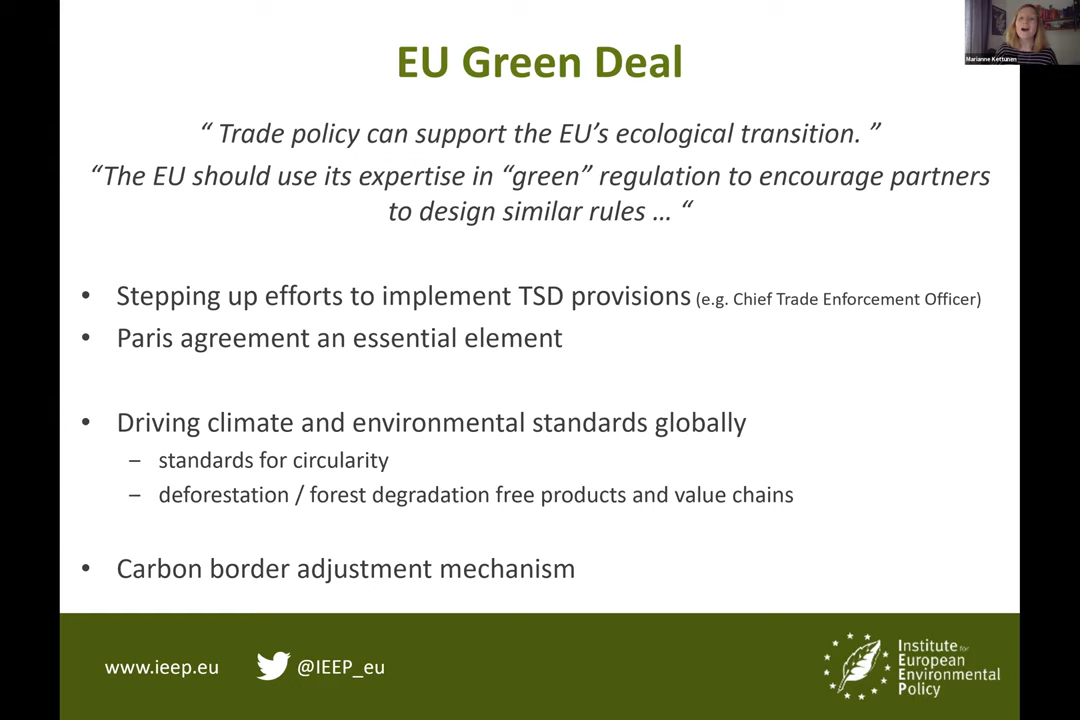 EU Green Deal
Marianne Kettunen
“ Trade policy can support the EU’s ecological transition. ”
“The EU should use its expertise in “green” regulation to encourage partners
to design similar rules … “
• Stepping up efforts to implement TSD provisions (e.g. Chief Trade Enforcement Officer)
• Paris agreement an essential element
• Driving climate and environmental standards globally
– standards for circularity
– deforestation / forest degradation free products and value chains
• Carbon border adjustment mechanism
www.ieep.eu
@IEEP_eu
Institute for
European
Environmental
Policy